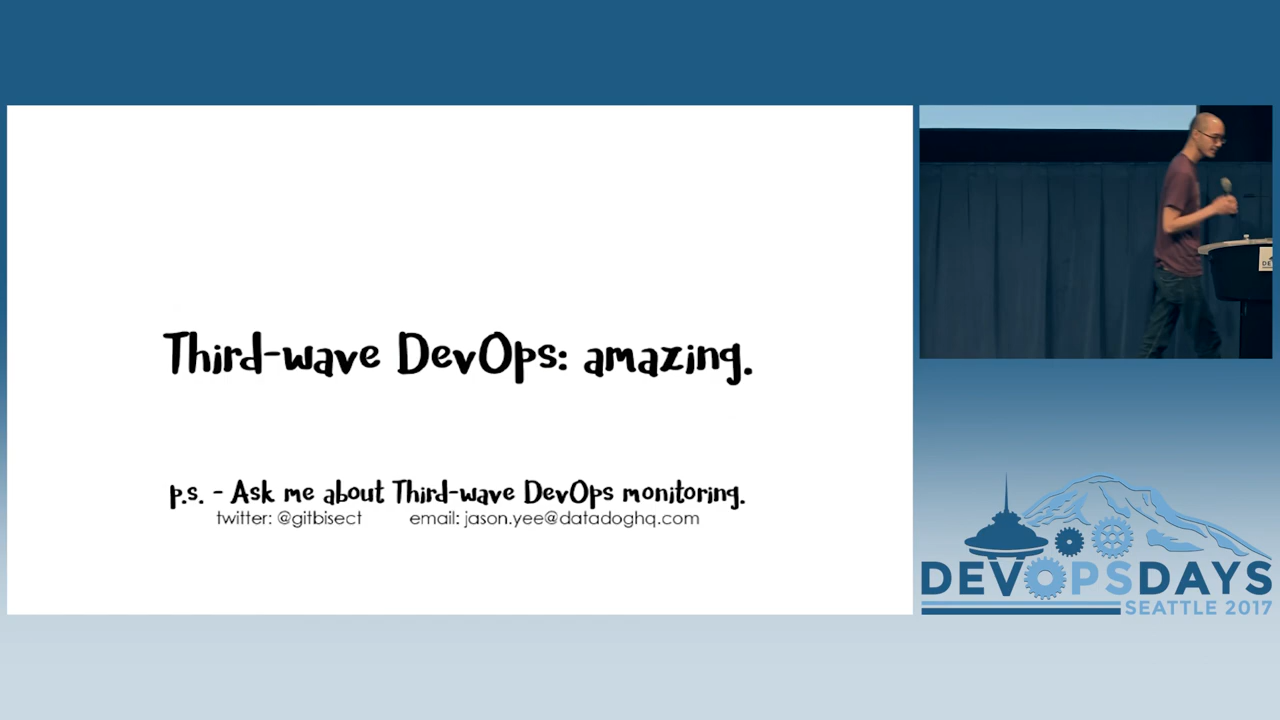 Third-wave DevOps: amazing.
p.s. - Ask me about Third-wave DevOps monitoring.
twitter: @gitbisect email: jason.yee@datadoghq.com
DE
DEVOPSDAYS
SEATTLE 2017